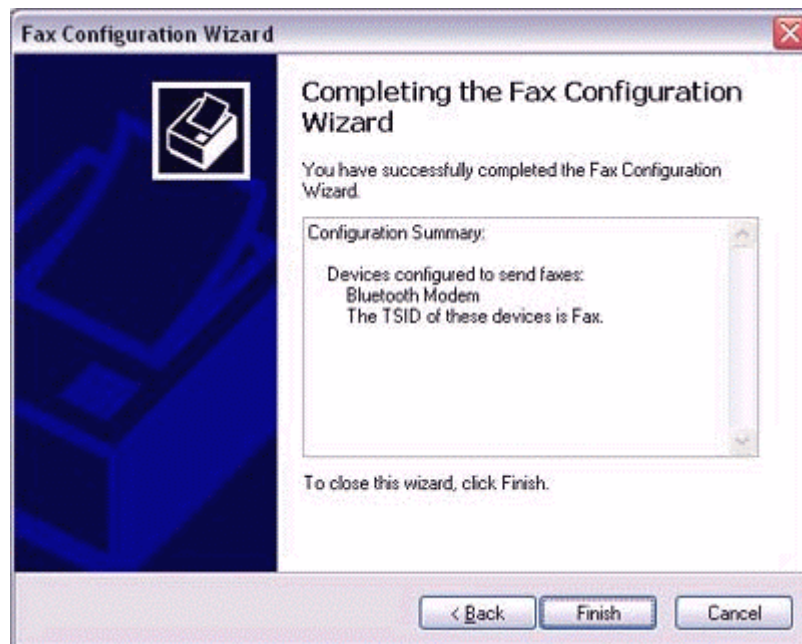 Fax Configuration Wizard
Completing the Fax Configuration
Wizard
You have successfully completed the Fax Configuration
Wizard.
Configuration Summary:
Devices configured to send faxes:
Bluetooth Modem
The TSID of these devices is Fax.
To close this wizard, click Finish.
< Back
Finish
Cancel